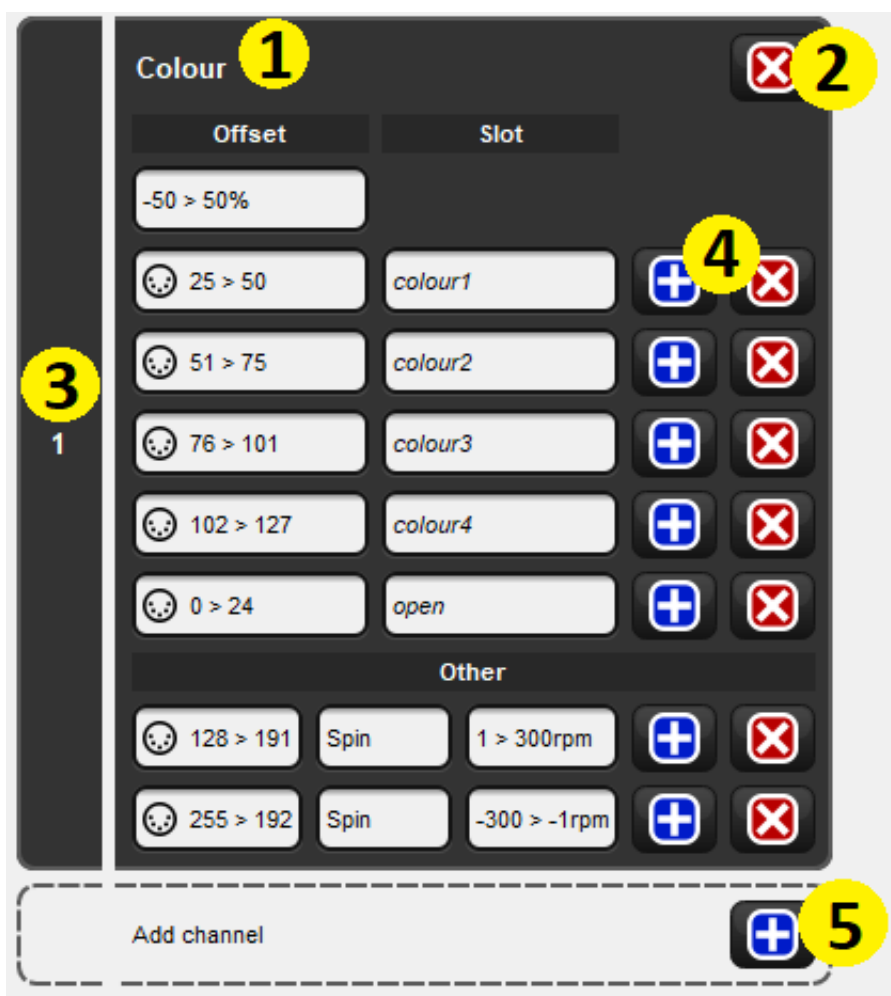 Colour 1
2
Offset Slot
-50 > 50%
4
25 > 50 colour1
51 > 75 colour2
3
1
76 > 101 colour3
102 > 127 colour4
0 > 24 open
Other
128 > 191 Spin 1 > 300rpm
255 > 192 Spin -300 > -1rpm
Add channel
5